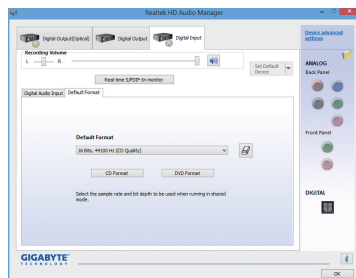 Realtek HD Audio Manager
Digital Output(Optical)
Digital Output
Digital Input
Device advanced settings
Recording Volume
L
R
Set Default Device
ANALOG
Back Panel
Real-time S/PDIF-In monitor
Digital Audio Input
Default Format
Default Format
16 Bits, 44100 Hz (CD Quality)
CD Format
DVD Format
Select the sample rate and bit depth to be used when running in shared mode.
Front Panel
DIGITAL
GIGABYTE
TECHNOLOGY
OK